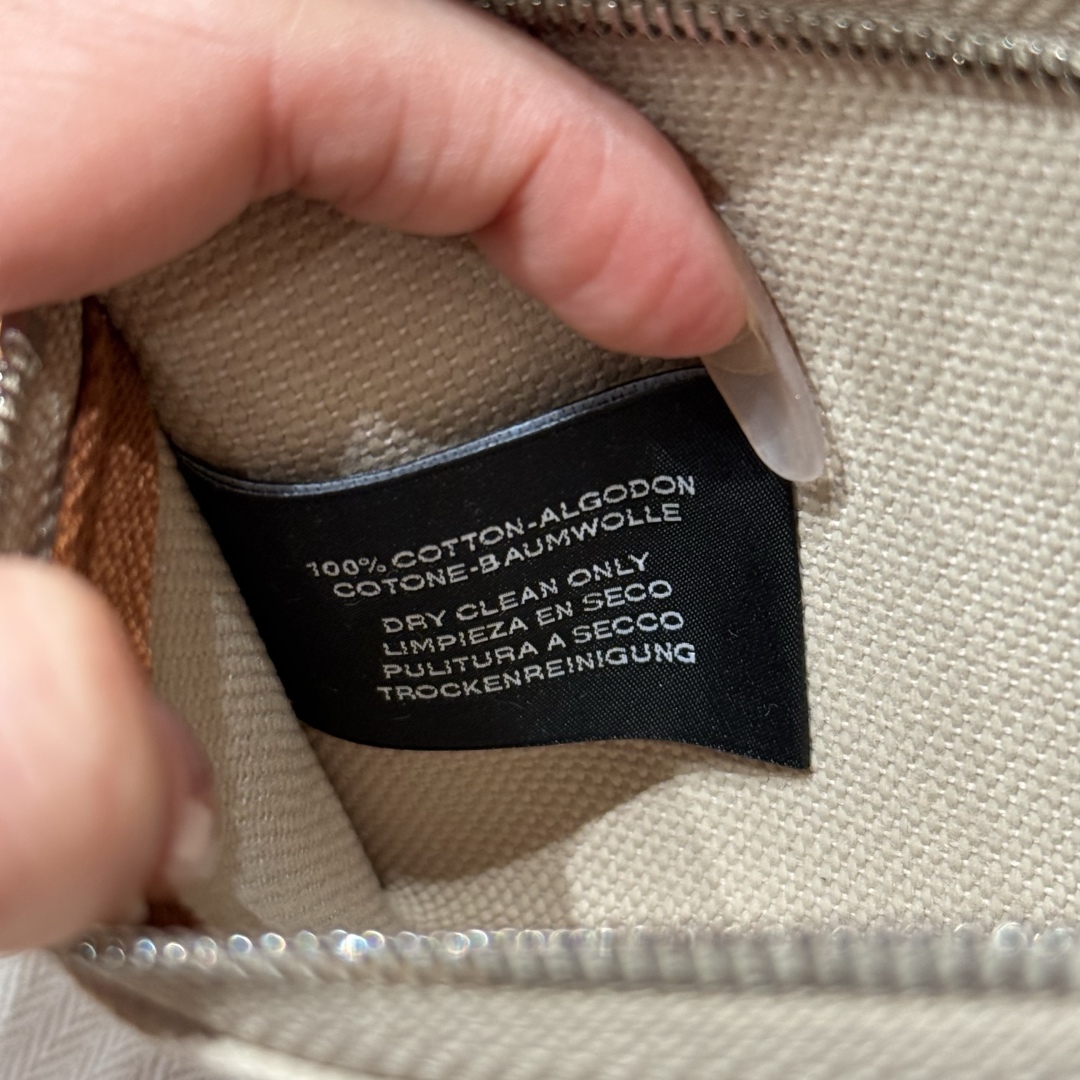 100% COTTON-ALGODON
COTONE-BAUMWOLLE
DRY CLEAN ONLY
LIMPIEZA EN SECO
PULITURA A SECCO
TROCKENREINIGUNG